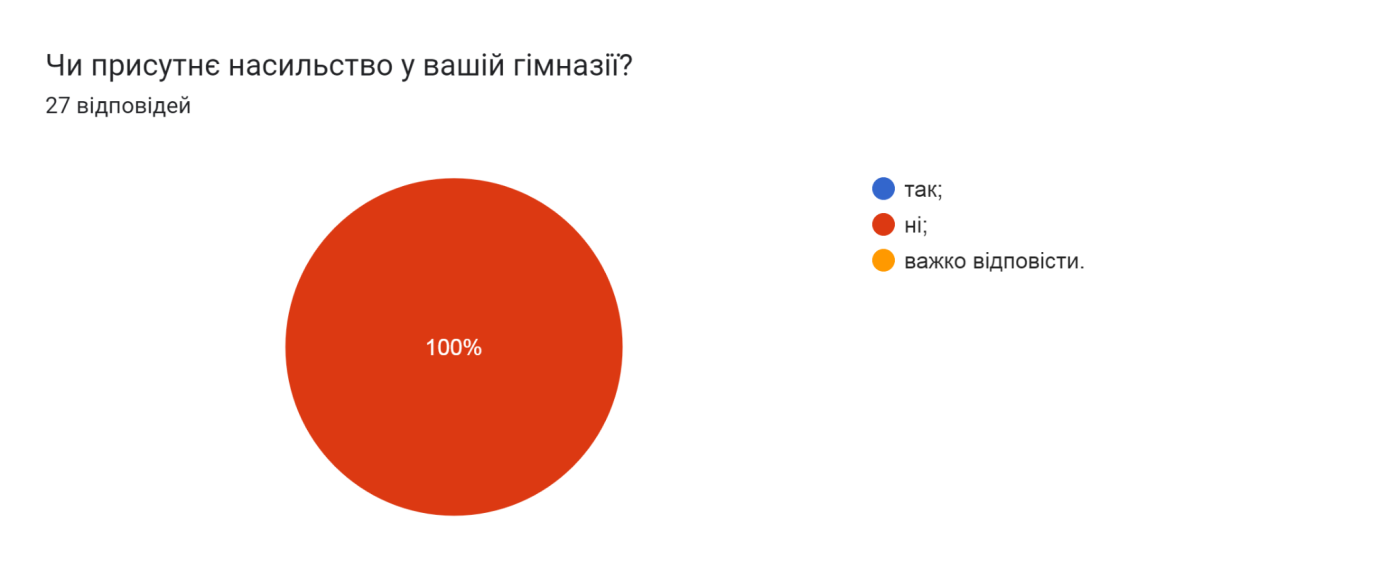 Чи присутнє насильство у вашій гімназії?
27 відповідей
100%
так;
ні;
важко відповісти.